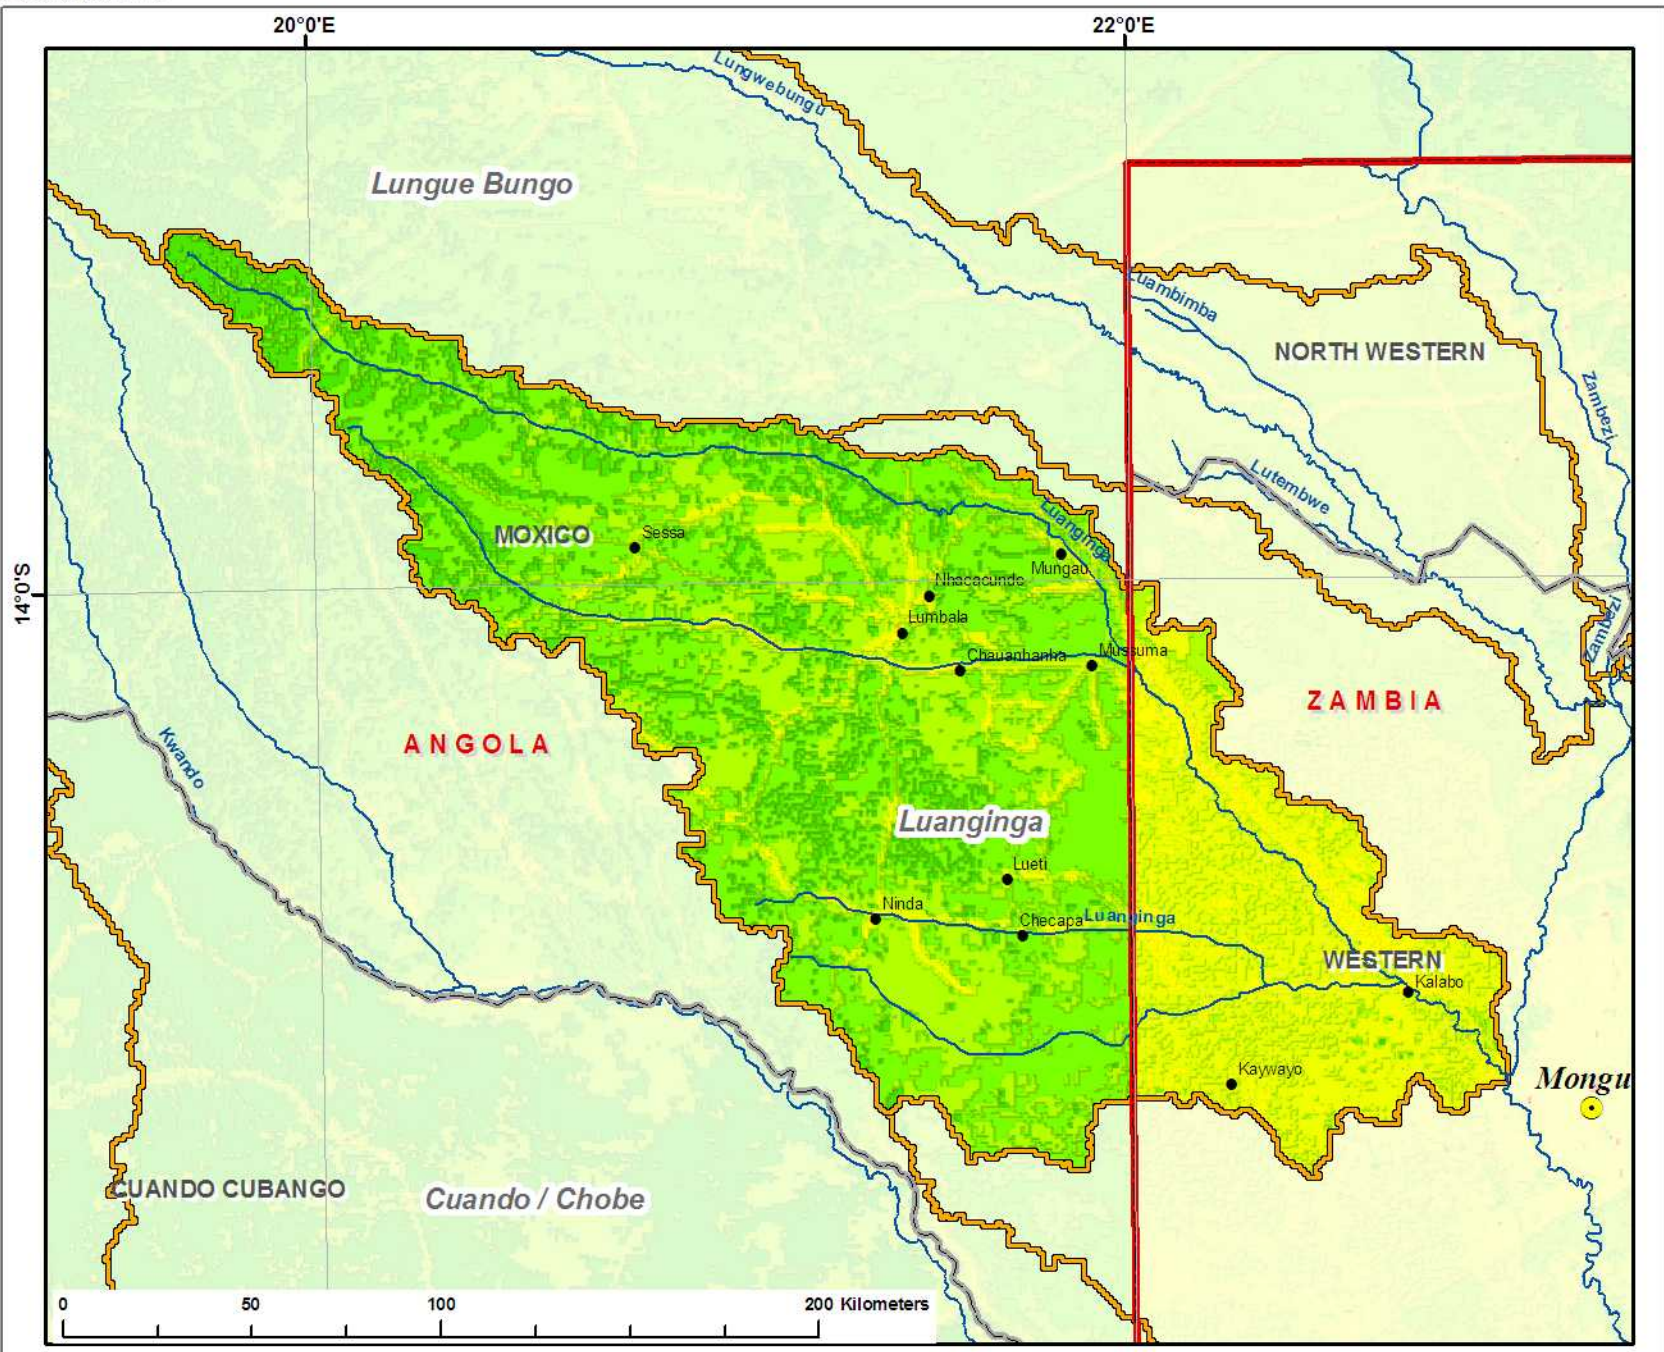 20°0'E
22°0'E
Lungwebungu
Lungue Bungo
Luambimba
NORTH WESTERN
Zambezi
Lutembwe
Luanginga
MOXICO
Sessa
Mungau
Nhacacunde
14°0'S
Lumbala
Zambezi
Chauanhanha
Mussuma
ZAMBIA
ANGOLA
Kwando
Luanginga
Lueti
Ninda
Checapa
Luanginga
WESTERN
Kalabo
Kaywayo
Mongu
CUANDO CUBANGO
Cuando / Chobe
0 50 100 200 Kilometers